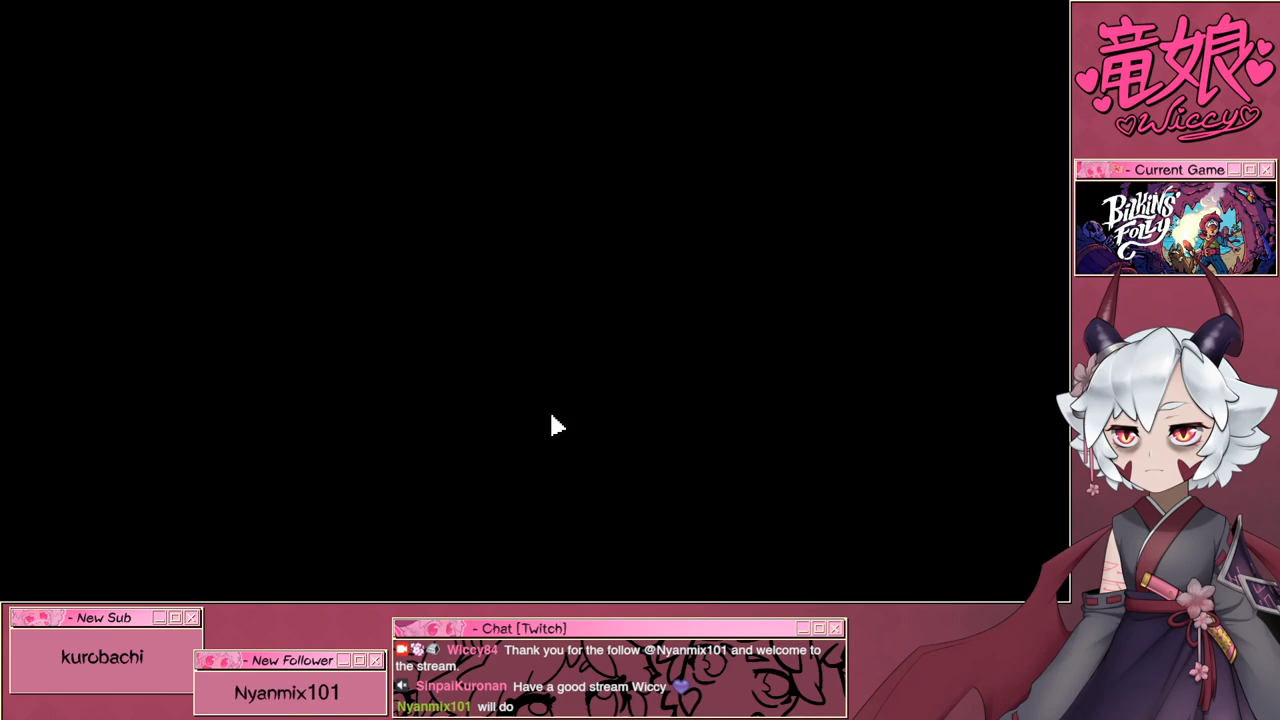 竜娘
Wiccy
- Current Game
BiLKiNS'
FOLLY
- New Sub
kurobachi
- New Follower
Nyanmix101
- Chat [Twitch]
Wiccy84 Thank you for the follow @Nyanmix101 and welcome to
the stream.
SinpaiKuronan Have a good stream Wiccy
Nyanmix101 will do